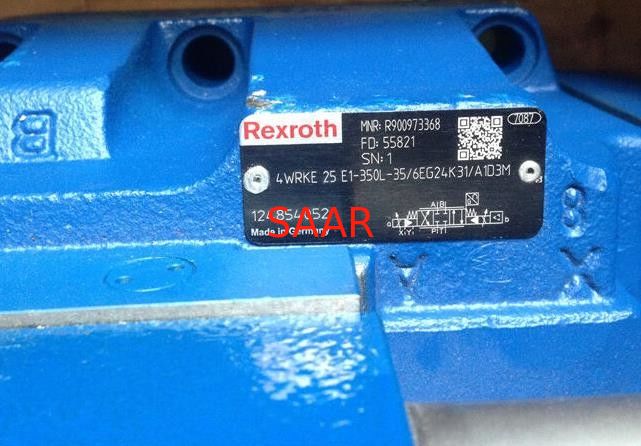 Rexroth
MNR: R900973368
FD: 55821
SN: 1
7087
4WRKE 25 E1-350L-35/6EG24K31/A1D3M
Made in Germany
SAAR
A B
X Y P T
B
Y
X